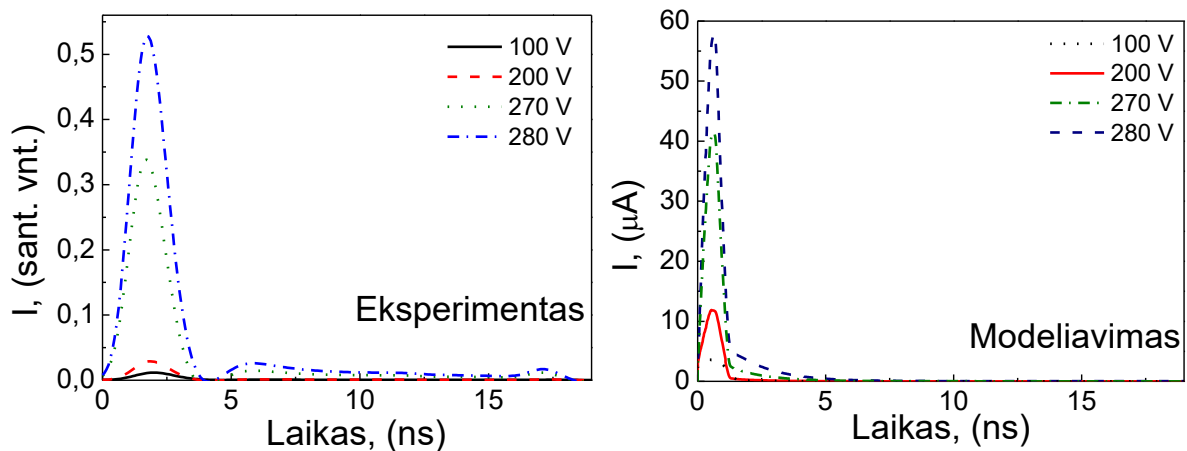 I, (sant. vnt.)
0,5
0,4
0,3
0,2
0,1
0,0
100 V
200 V
270 V
280 V
Eksperimentas
0
5
10
15
Laikas, (ns)
I, (μA)
60
50
40
30
20
10
0
100 V
200 V
270 V
280 V
Modeliavimas
0
5
10
15
Laikas, (ns)